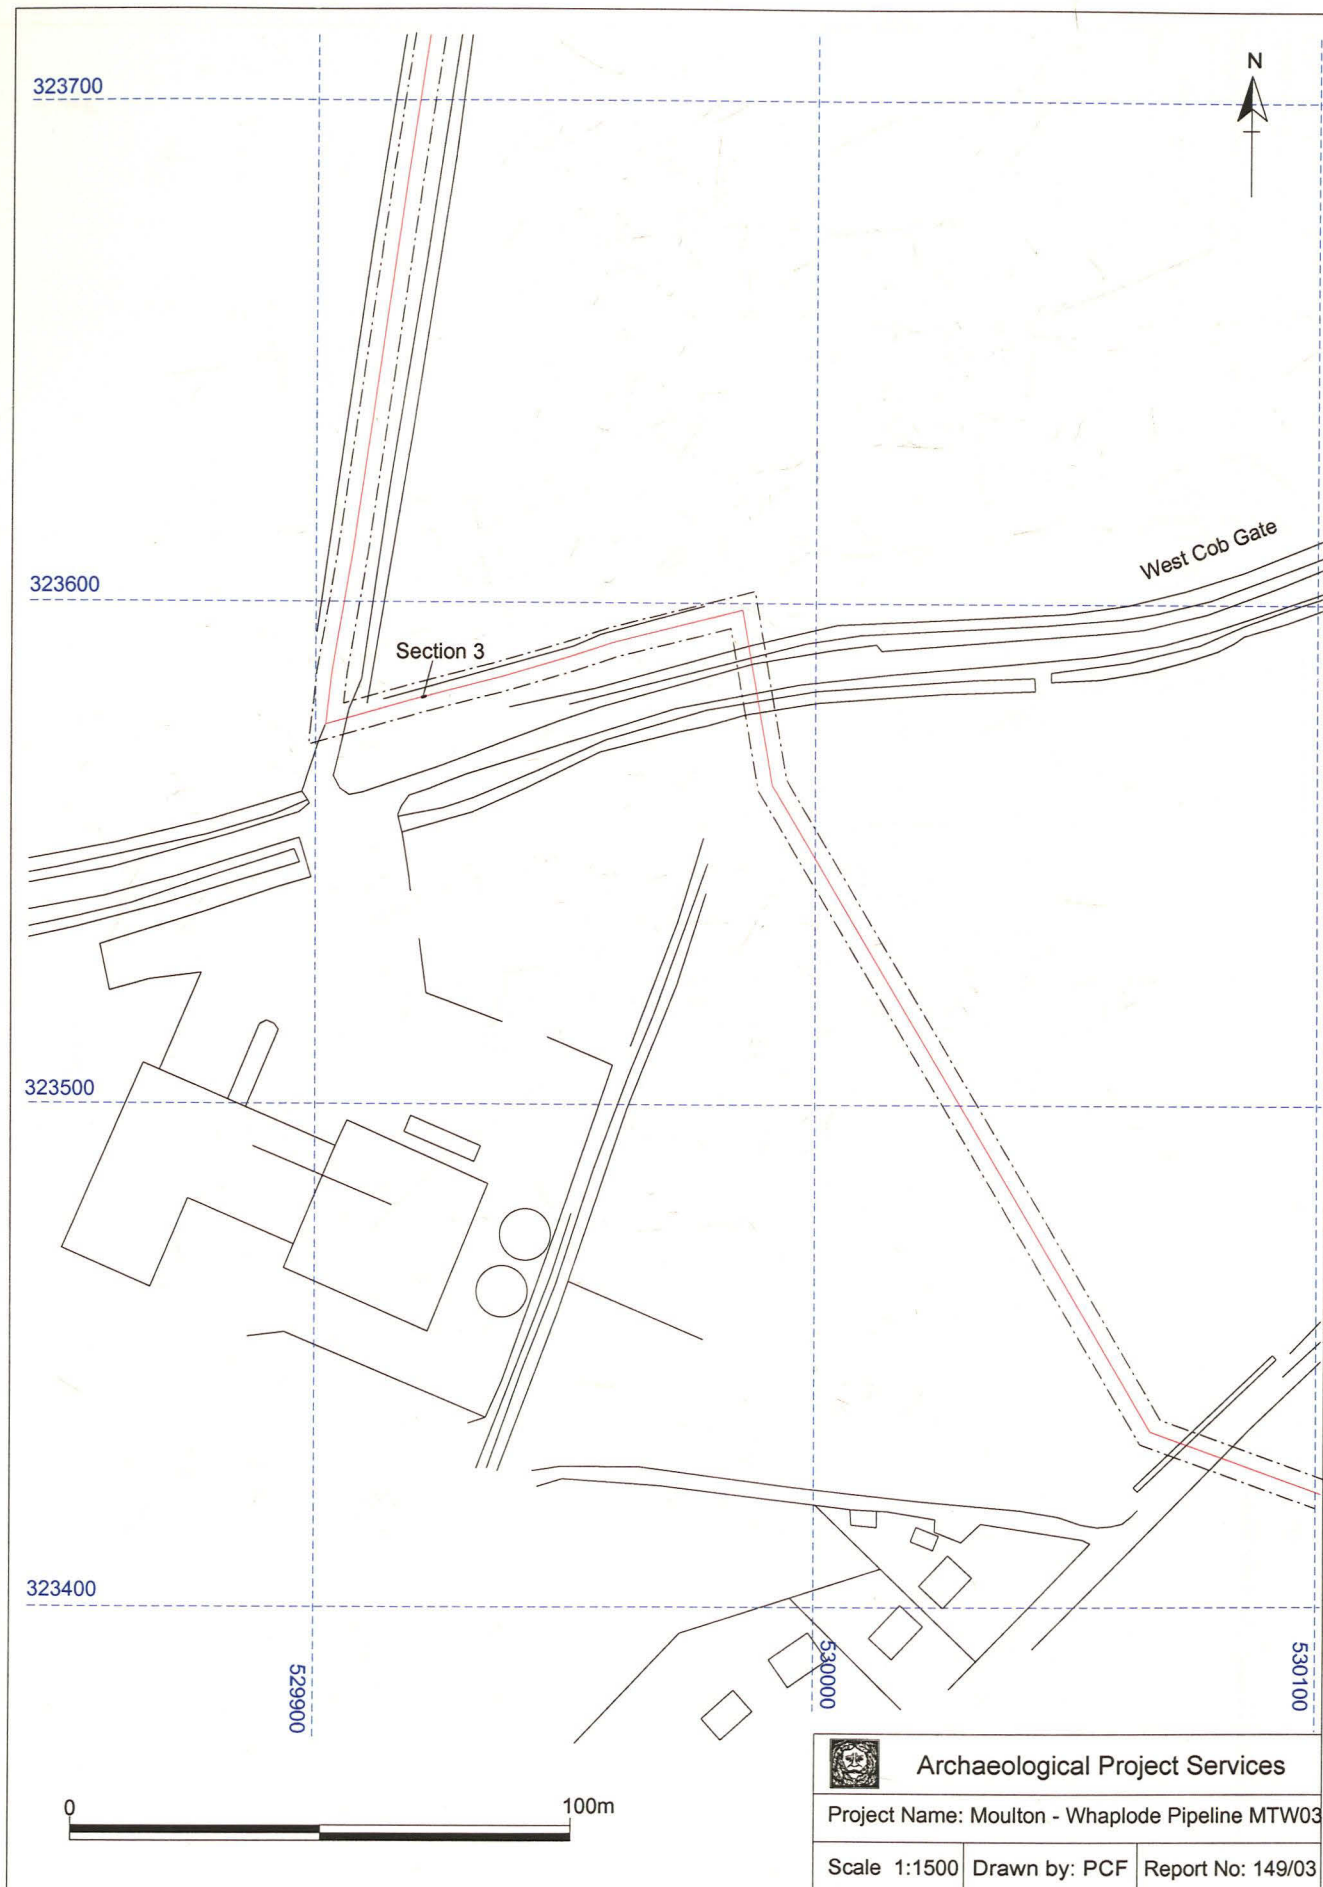 323700
N
West Cob Gate
323600
Section 3
323500
323400
529900
530000
530100
0 100m
Archaeological Project Services
Project Name: Moulton - Whaplode Pipeline MTW03
Scale 1:1500 Drawn by: PCF Report No: 149/03